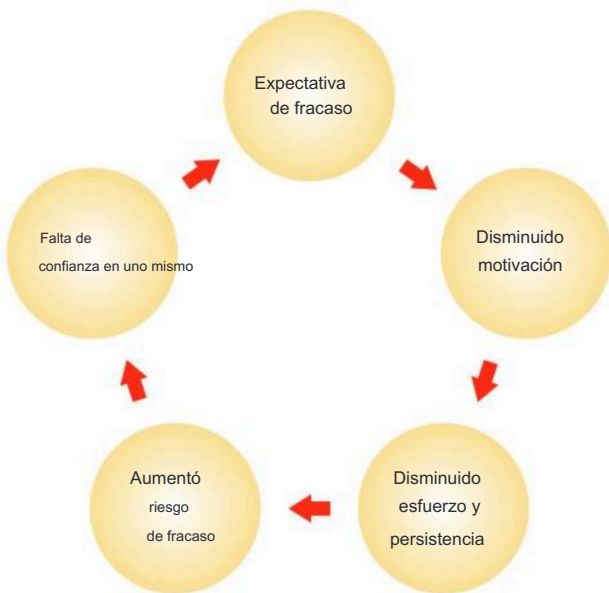 Expectativa
de fracaso
Disminuido
motivación
Disminuido
esfuerzo y
persistencia
Aumentó
riesgo
de fracaso
Falta de
confianza en uno mismo